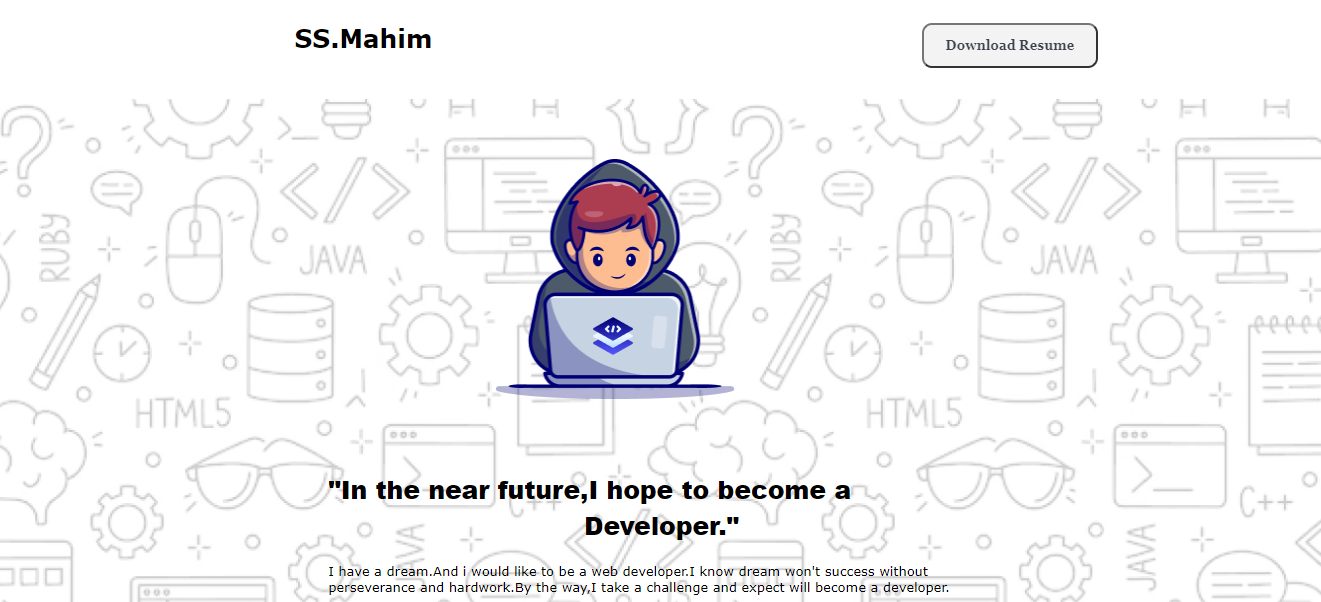 SS.Mahim
Download Resume
RUBY
JAVA
RUBY
JAVA
</>
HTML5
HTML5
"In the near future,I hope to become a
Developer."
C++
C++
JAVA
JAVA
I have a dream.And i would like to be a web developer.I know dream won't success without
perseverance and hardwork.By the way,I take a challenge and expect will become a developer.